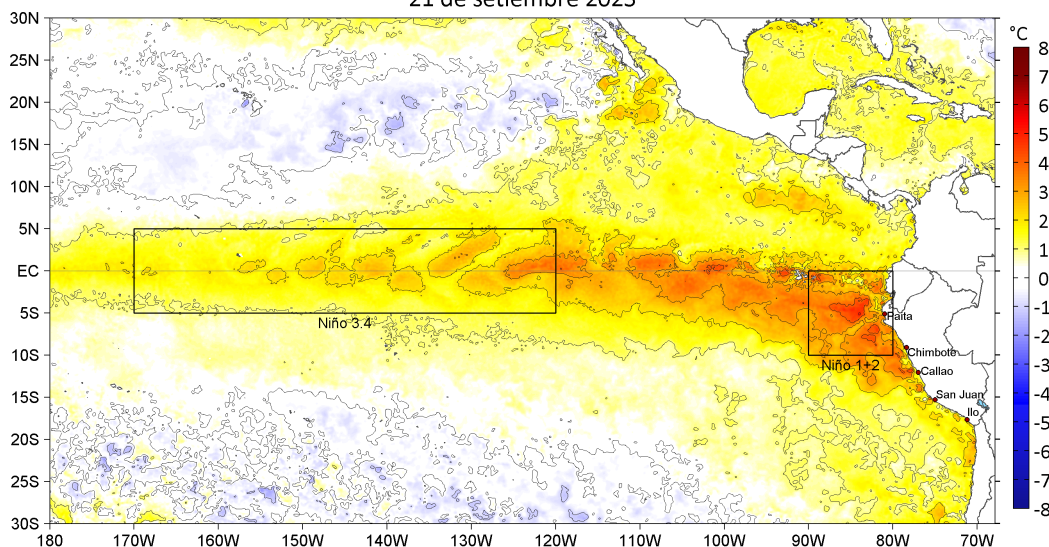 21 de setiembre 2023
°C
30N
25N
20N
15N
10N
5N
EC
5S
10S
15S
20S
25S
30S
180
170W
160W
150W
140W
130W
120W
110W
100W
90W
80W
70W
Niño 3.4
Niño 1+2
Paita
Chimbote
Callao
San Juan
Ilo
8
7
6
5
4
3
2
1
0
-1
-2
-3
-4
-5
-6
-7
-8